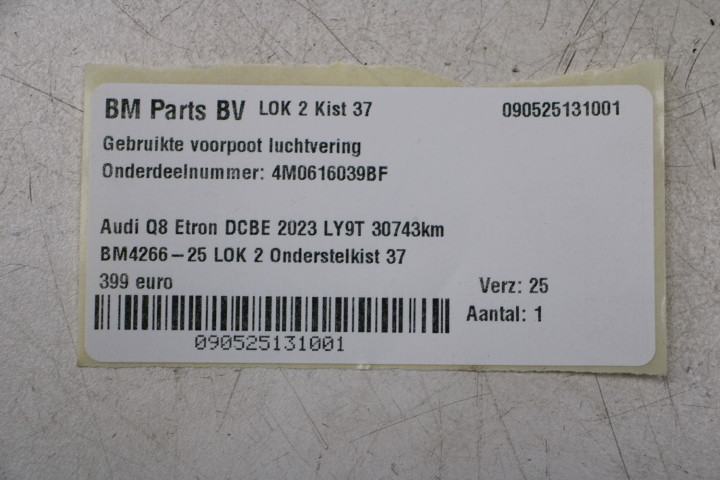 BM Parts BV LOK 2 Kist 37 090525131001
Gebruikte voorpoot luchtvering
Onderdeelnummer: 4M0616039BF
Audi Q8 Etron DCBE 2023 LY9T 30743km
BM4266-25 LOK 2 Onderstelkist 37
399 euro Verz: 25
Aantal: 1
090525131001